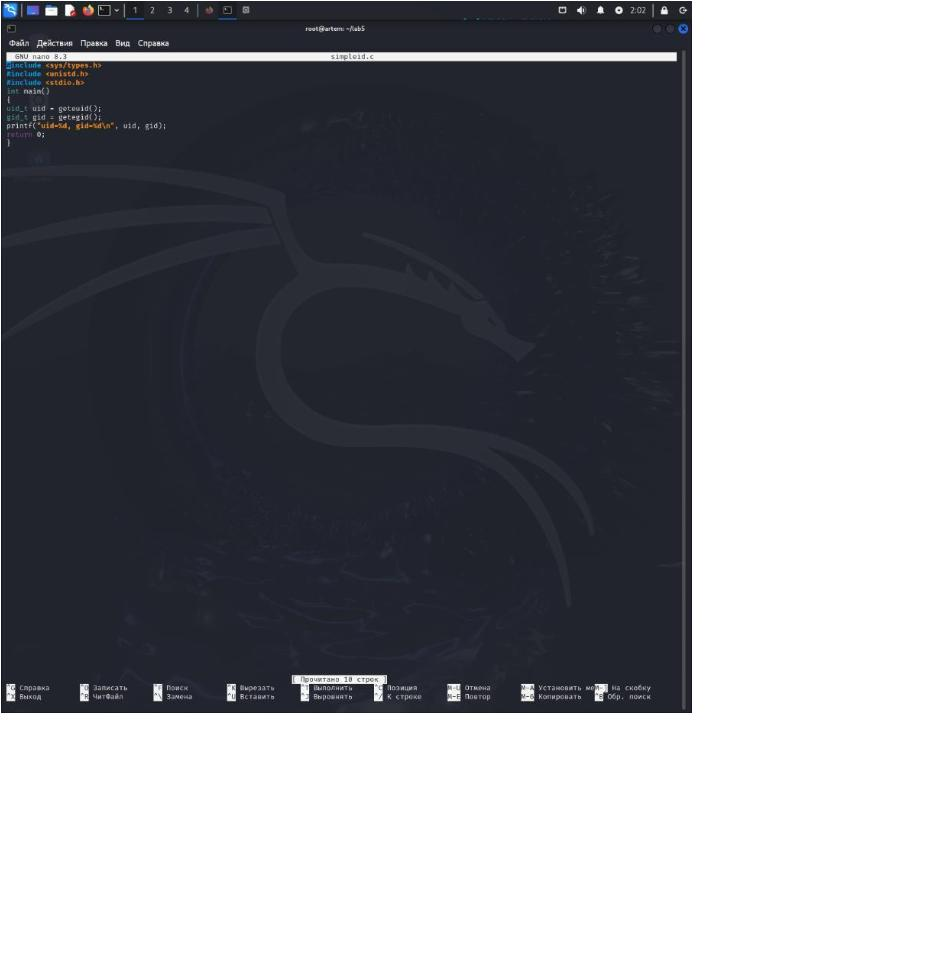 1 2 3 4 2:02
root@artem: ~/lab5
Файл Действия Правка Вид Справка
GNU nano 8.3 simpleid.c
#include <sys/types.h>
#include <unistd.h>
#include <stdio.h>
int main()
{
uid_t uid = geteuid();
gid_t gid = getegid();
printf("uid=%d, gid=%d\n", uid, gid);
return 0;
}
[ Прочитано 10 строк ]
^G Справка ^O Записать ^F Поиск ^K Вырезать ^T Выполнить ^C Позиция M-U Отмена M-A Установить ме M-] На скобку
^X Выход ^R ЧитФайл ^\ Замена ^U Вставить ^J Выровнять ^/ К строке M-E Повтор M-6 Копировать ^B Обр. поиск